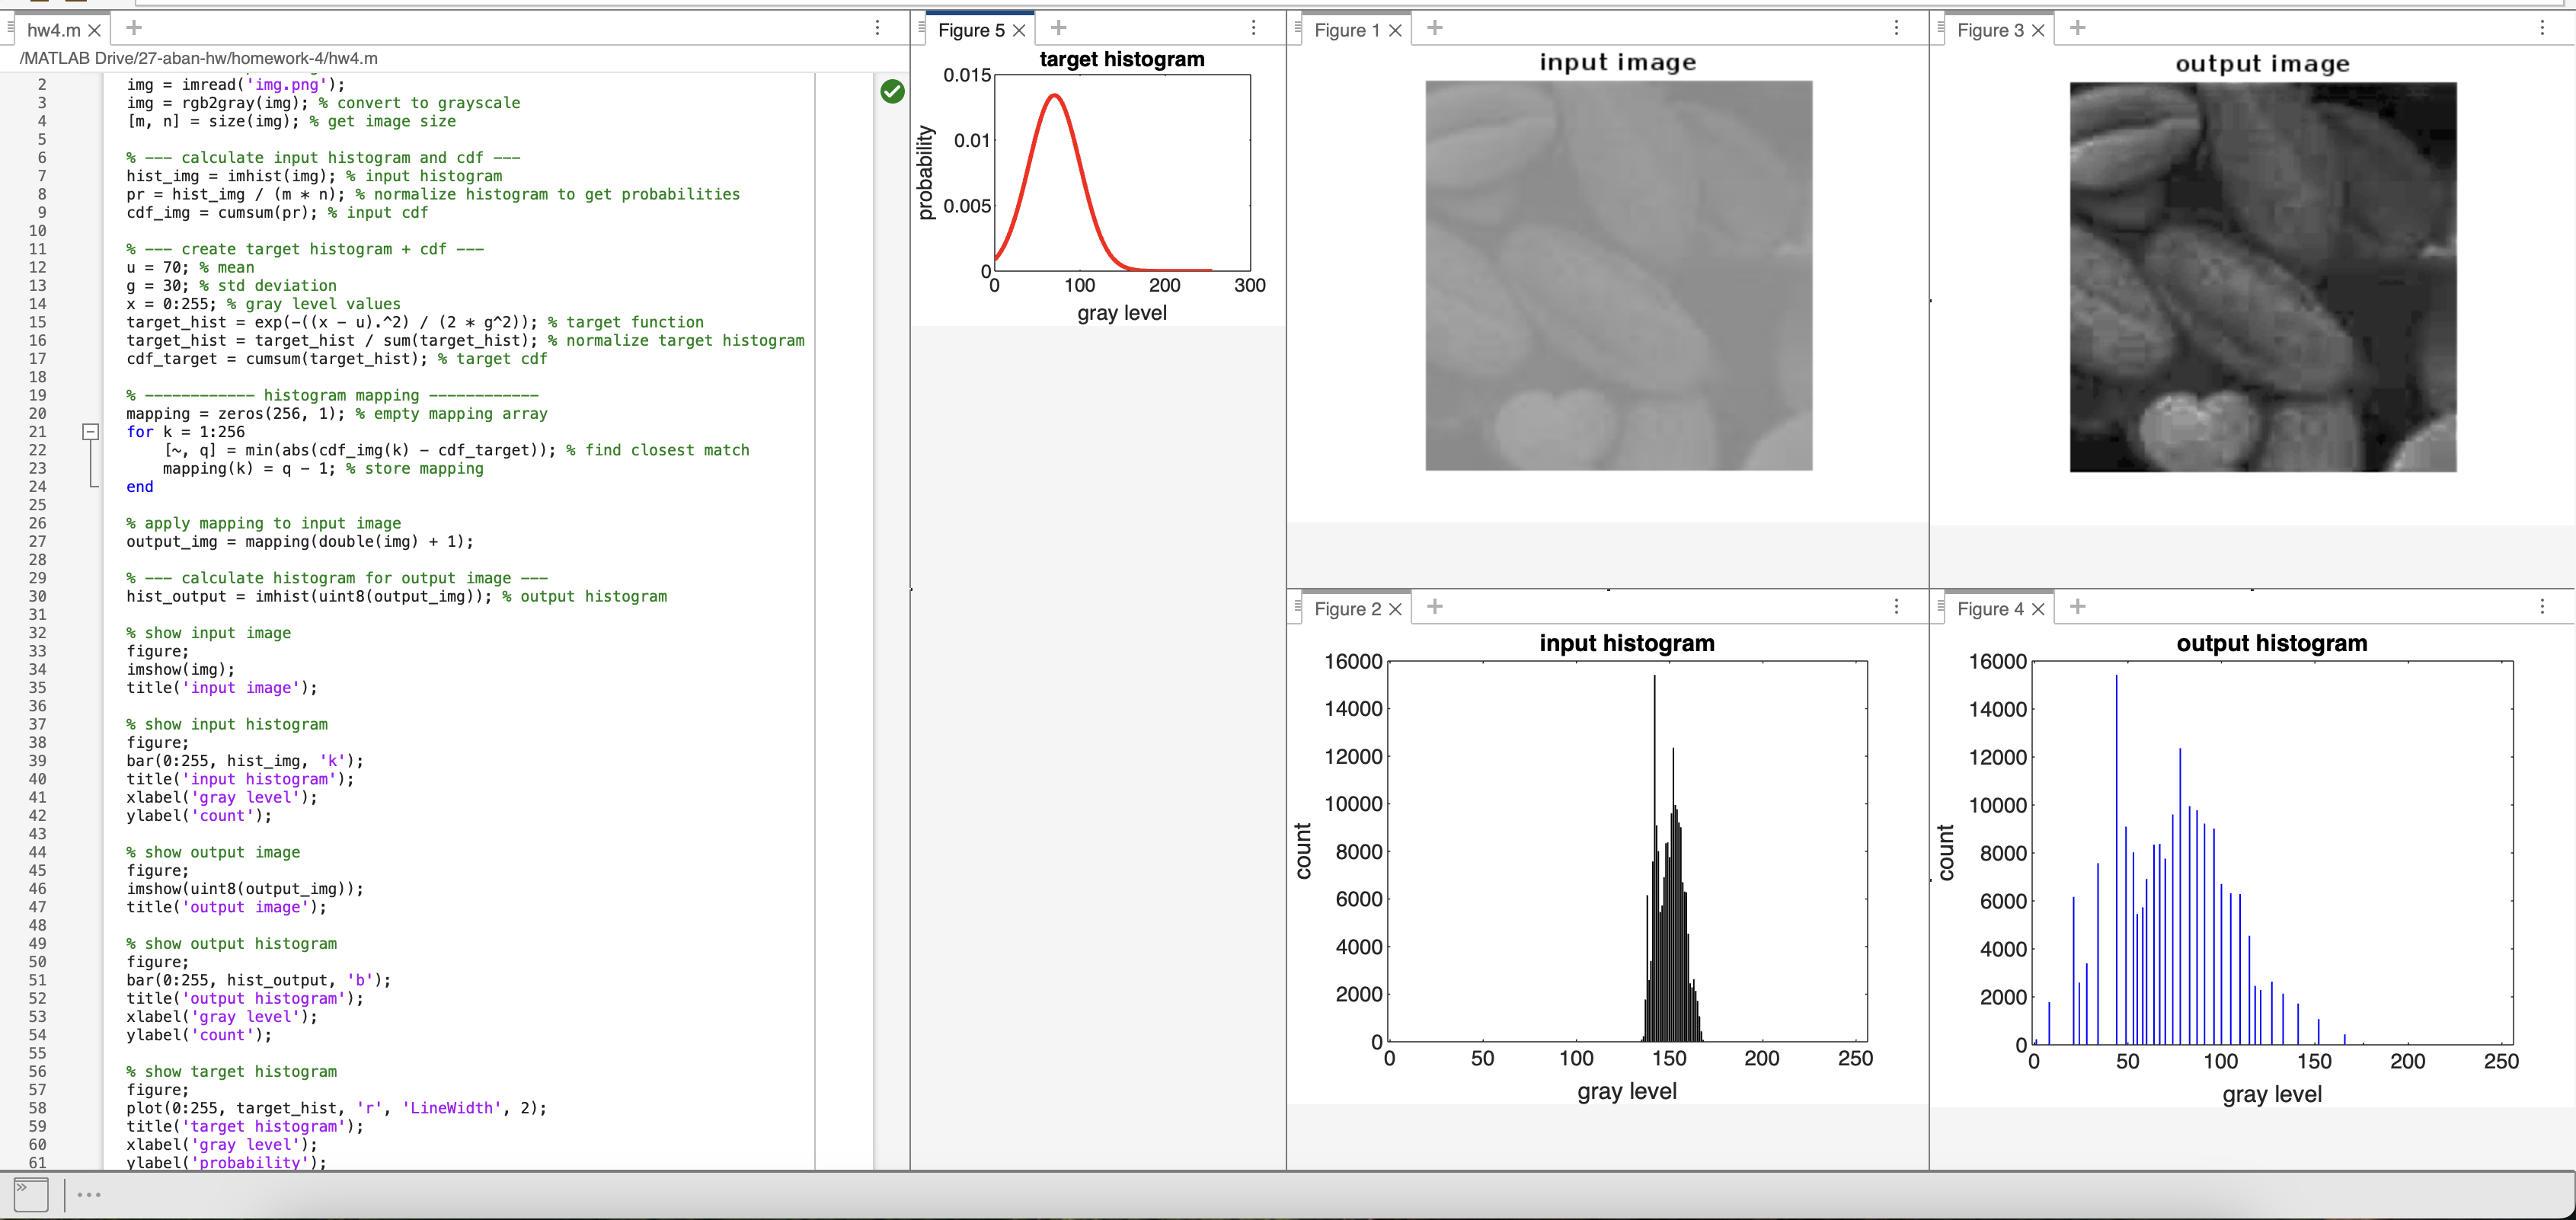 hw4.m
/MATLAB Drive/27-aban-hw/homework-4/hw4.m
2 img = imread('img.png');
3 img = rgb2gray(img); % convert to grayscale
4 [m, n] = size(img); % get image size
5
6 % --- calculate input histogram and cdf ---
7 hist_img = imhist(img); % input histogram
8 pr = hist_img / (m * n); % normalize histogram to get probabilities
9 cdf_img = cumsum(pr); % input cdf
10
11 % --- create target histogram + cdf ---
12 u = 70; % mean
13 g = 30; % std deviation
14 x = 0:255; % gray level values
15 target_hist = exp(-((x - u).^2) / (2 * g^2)); % target function
16 target_hist = target_hist / sum(target_hist); % normalize target histogram
17 cdf_target = cumsum(target_hist); % target cdf
18
19 % ------------ histogram mapping ------------
20 mapping = zeros(256, 1); % empty mapping array
21 for k = 1:256
22 [~, q] = min(abs(cdf_img(k) - cdf_target)); % find closest match
23 mapping(k) = q - 1; % store mapping
24 end
25
26 % apply mapping to input image
27 output_img = mapping(double(img) + 1);
28
29 % --- calculate histogram for output image ---
30 hist_output = imhist(uint8(output_img)); % output histogram
31
32 % show input image
33 figure;
34 imshow(img);
35 title('input image');
36
37 % show input histogram
38 figure;
39 bar(0:255, hist_img, 'k');
40 title('input histogram');
41 xlabel('gray level');
42 ylabel('count');
43
44 % show output image
45 figure;
46 imshow(uint8(output_img));
47 title('output image');
48
49 % show output histogram
50 figure;
51 bar(0:255, hist_output, 'b');
52 title('output histogram');
53 xlabel('gray level');
54 ylabel('count');
55
56 % show target histogram
57 figure;
58 plot(0:255, target_hist, 'r', 'LineWidth', 2);
59 title('target histogram');
60 xlabel('gray level');
61 ylabel('probability');
Figure 5
target histogram
probability
0.015
0.01
0.005
0
0 100 200 300
gray level
Figure 1
input image
Figure 3
output image
Figure 2
input histogram
count
16000
14000
12000
10000
8000
6000
4000
2000
0
0 50 100 150 200 250
gray level
Figure 4
output histogram
count
16000
14000
12000
10000
8000
6000
4000
2000
0
0 50 100 150 200 250
gray level